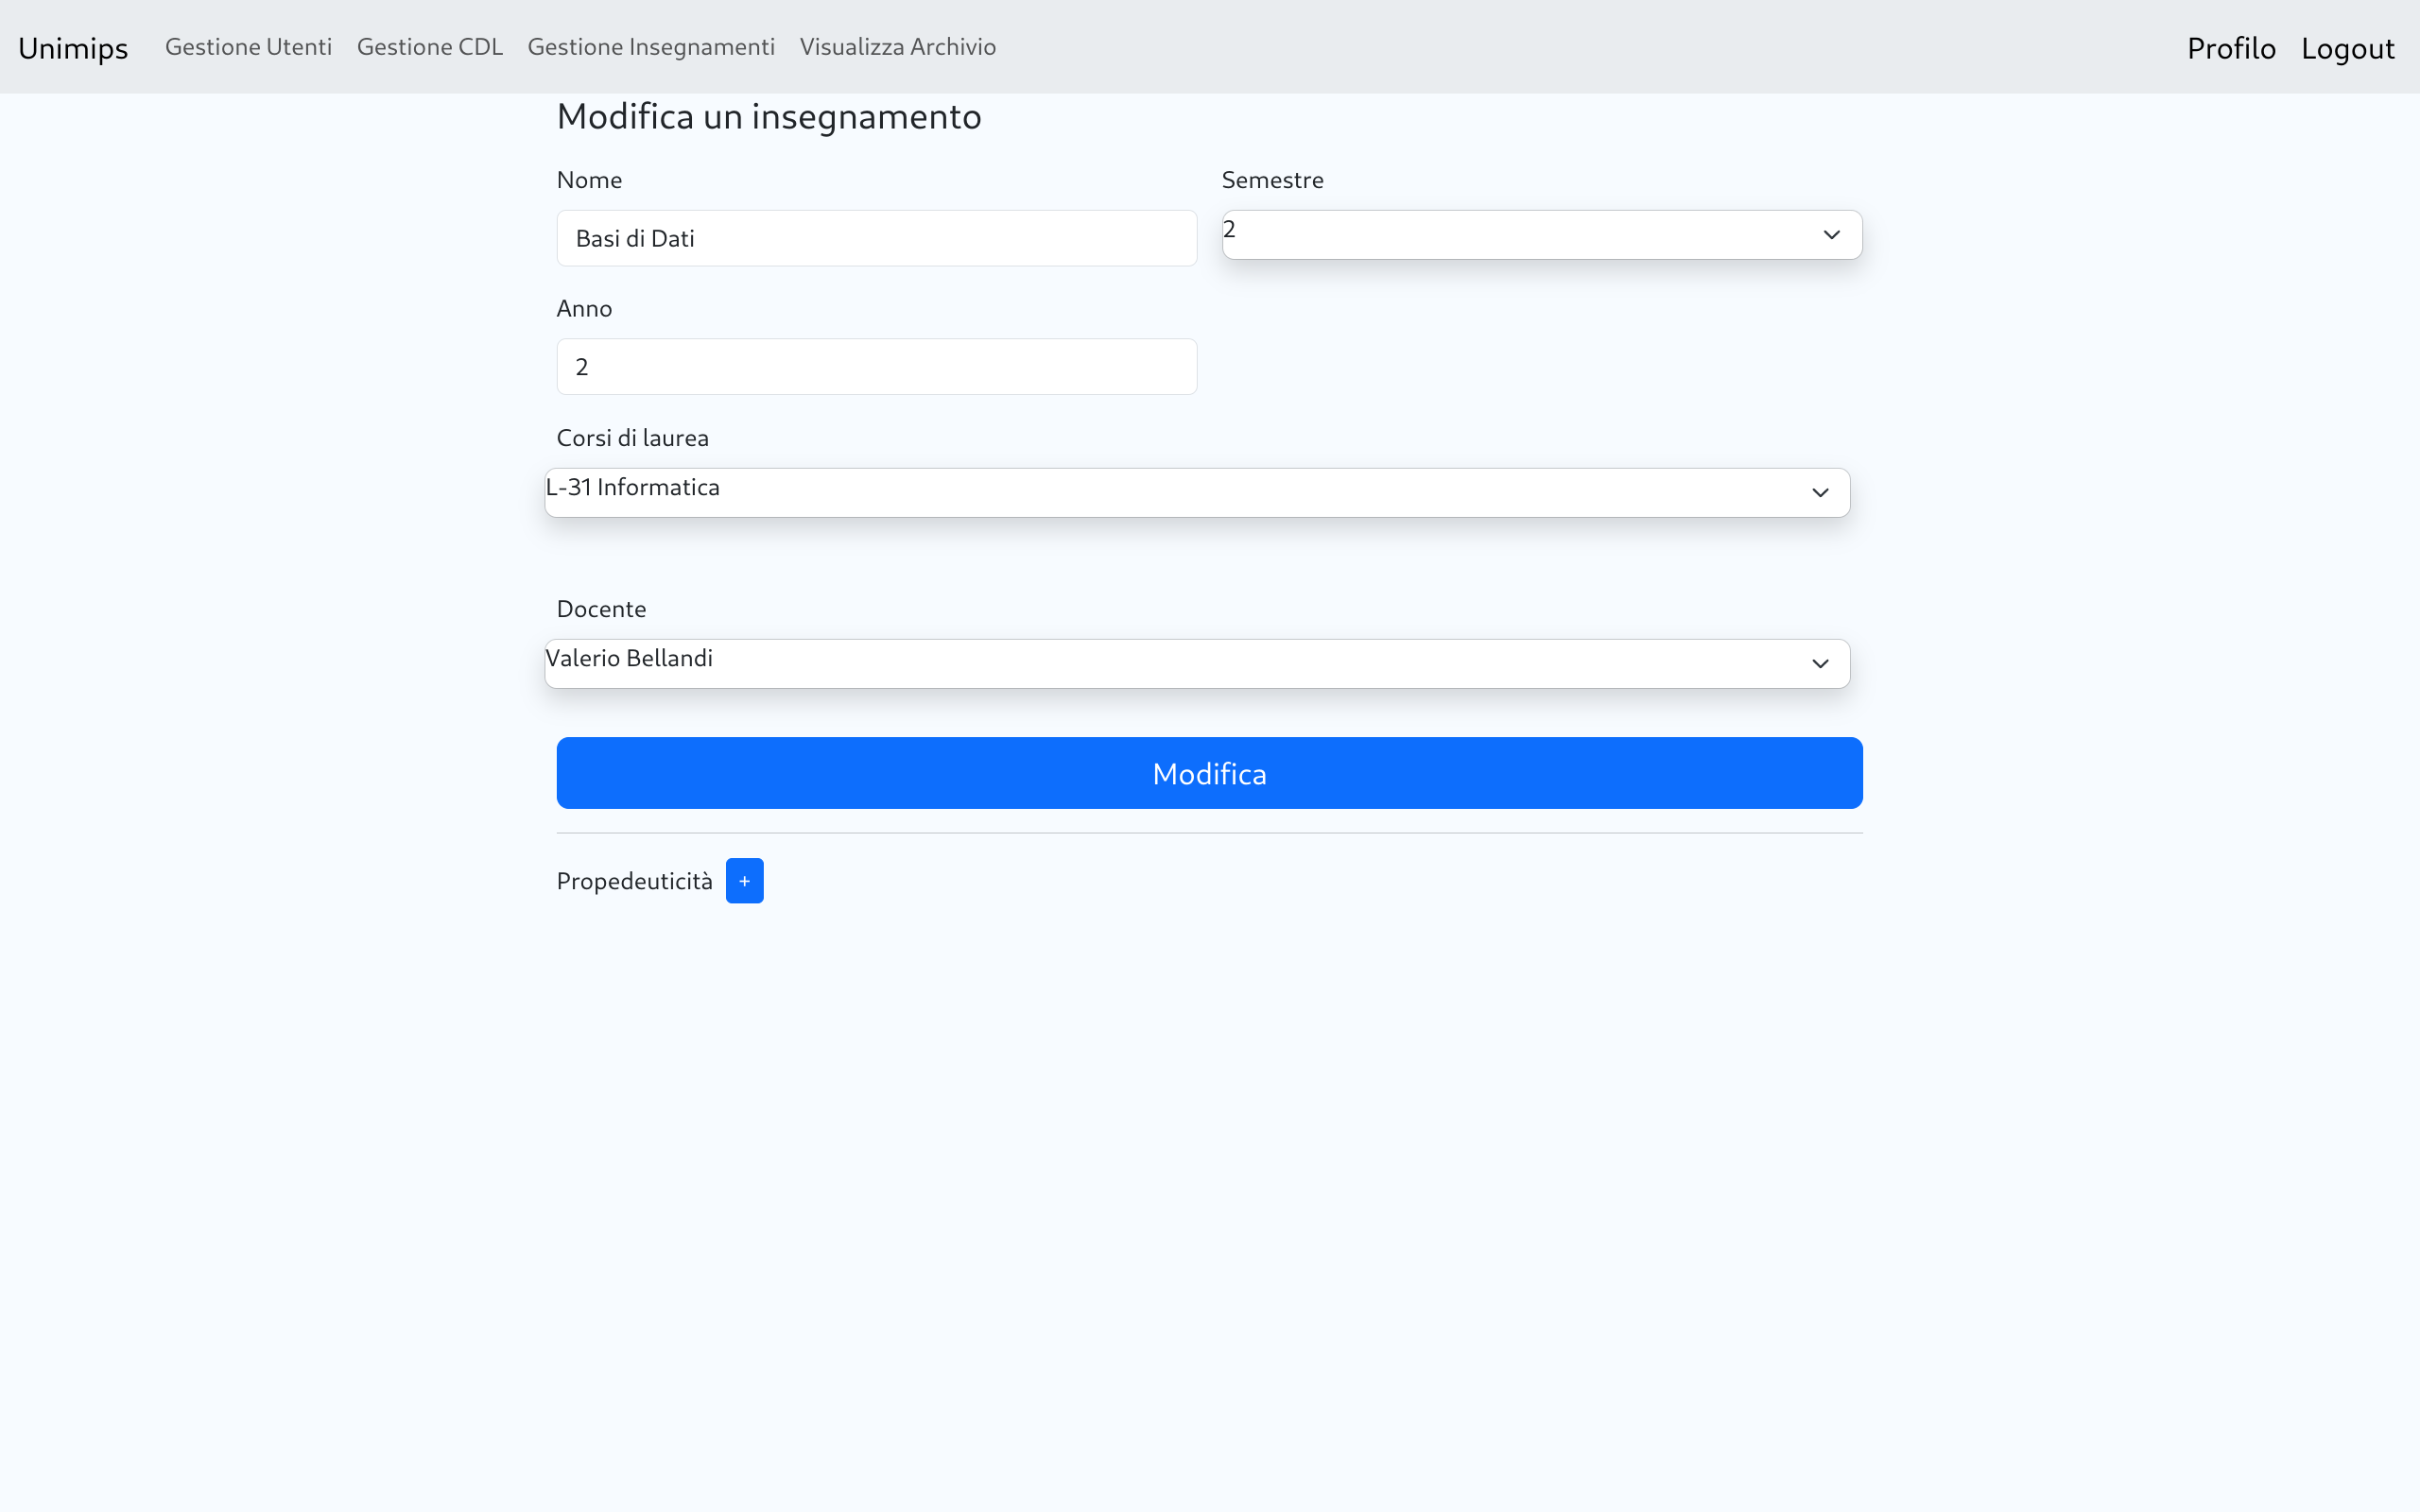 Unimips Gestione Utenti Gestione CDL Gestione Insegnamenti Visualizza Archivio Profilo Logout
Modifica un insegnamento
Nome Semestre
Basi di Dati 2
Anno
2
Corsi di laurea
L-31 Informatica
Docente
Valerio Bellandi
Modifica
Propedeuticità +